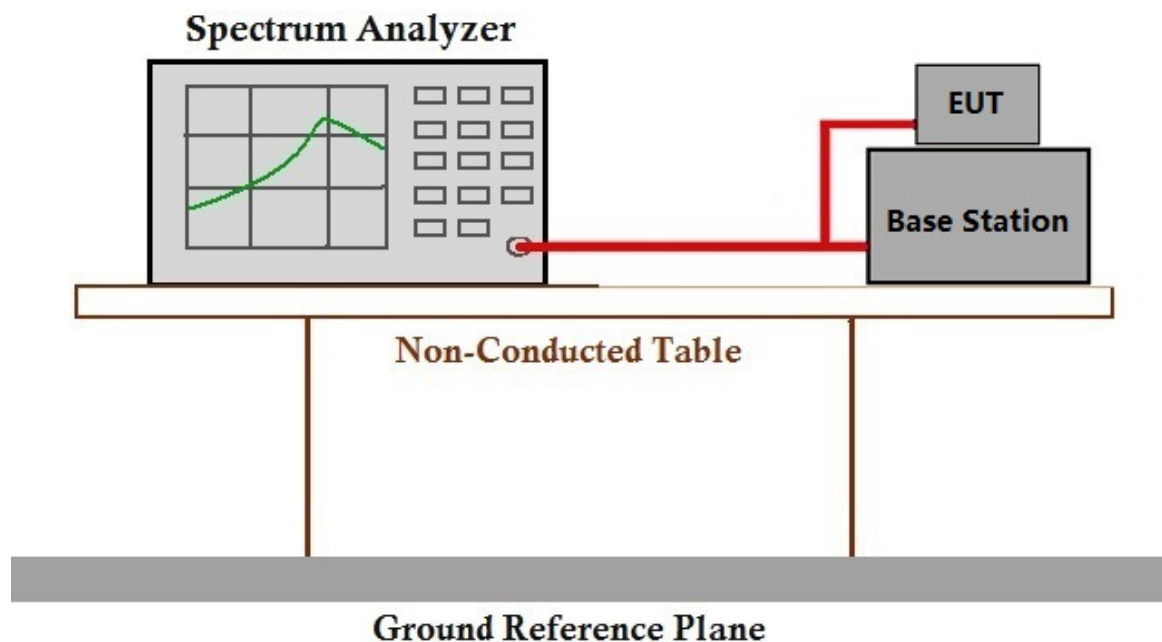 Spectrum Analyzer
EUT
Base Station
Non-Conducted Table
Ground Reference Plane